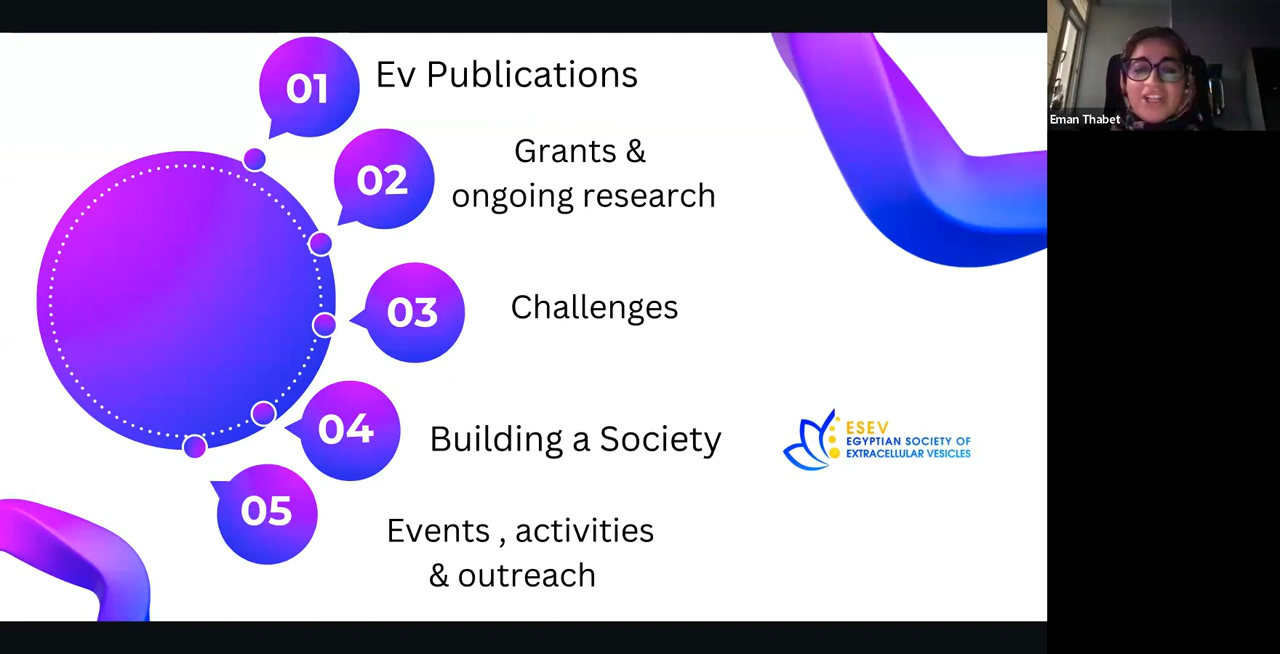 01
Ev Publications
02
Grants &
ongoing research
03
Challenges
04
Building a Society
05
Events , activities
& outreach
ESEV
EGYPTIAN SOCIETY OF
EXTRACELLULAR VESICLES
Eman Thabet